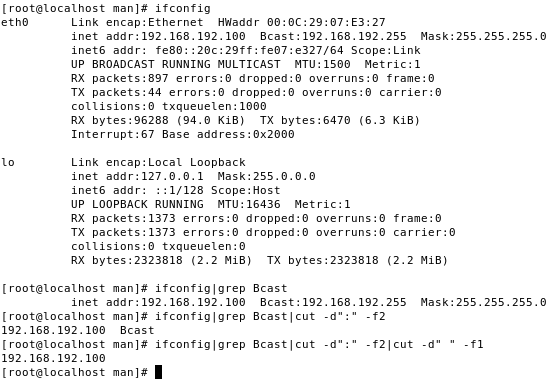 [root@localhost man]# ifconfig
eth0      Link encap:Ethernet  HWaddr 00:0C:29:07:E3:27
          inet addr:192.168.192.100  Bcast:192.168.192.255  Mask:255.255.255.0
          inet6 addr: fe80::20c:29ff:fe07:e327/64 Scope:Link
          UP BROADCAST RUNNING MULTICAST  MTU:1500  Metric:1
          RX packets:897 errors:0 dropped:0 overruns:0 frame:0
          TX packets:44 errors:0 dropped:0 overruns:0 carrier:0
          collisions:0 txqueuelen:1000
          RX bytes:96288 (94.0 KiB)  TX bytes:6470 (6.3 KiB)
          Interrupt:67 Base address:0x2000

lo        Link encap:Local Loopback
          inet addr:127.0.0.1  Mask:255.0.0.0
          inet6 addr: ::1/128 Scope:Host
          UP LOOPBACK RUNNING  MTU:16436  Metric:1
          RX packets:1373 errors:0 dropped:0 overruns:0 frame:0
          TX packets:1373 errors:0 dropped:0 overruns:0 carrier:0
          collisions:0 txqueuelen:0
          RX bytes:2323818 (2.2 MiB)  TX bytes:2323818 (2.2 MiB)

[root@localhost man]# ifconfig|grep Bcast
          inet addr:192.168.192.100  Bcast:192.168.192.255  Mask:255.255.255.0
[root@localhost man]# ifconfig|grep Bcast|cut -d":" -f2
192.168.192.100  Bcast
[root@localhost man]# ifconfig|grep Bcast|cut -d":" -f2|cut -d" " -f1
192.168.192.100
[root@localhost man]#